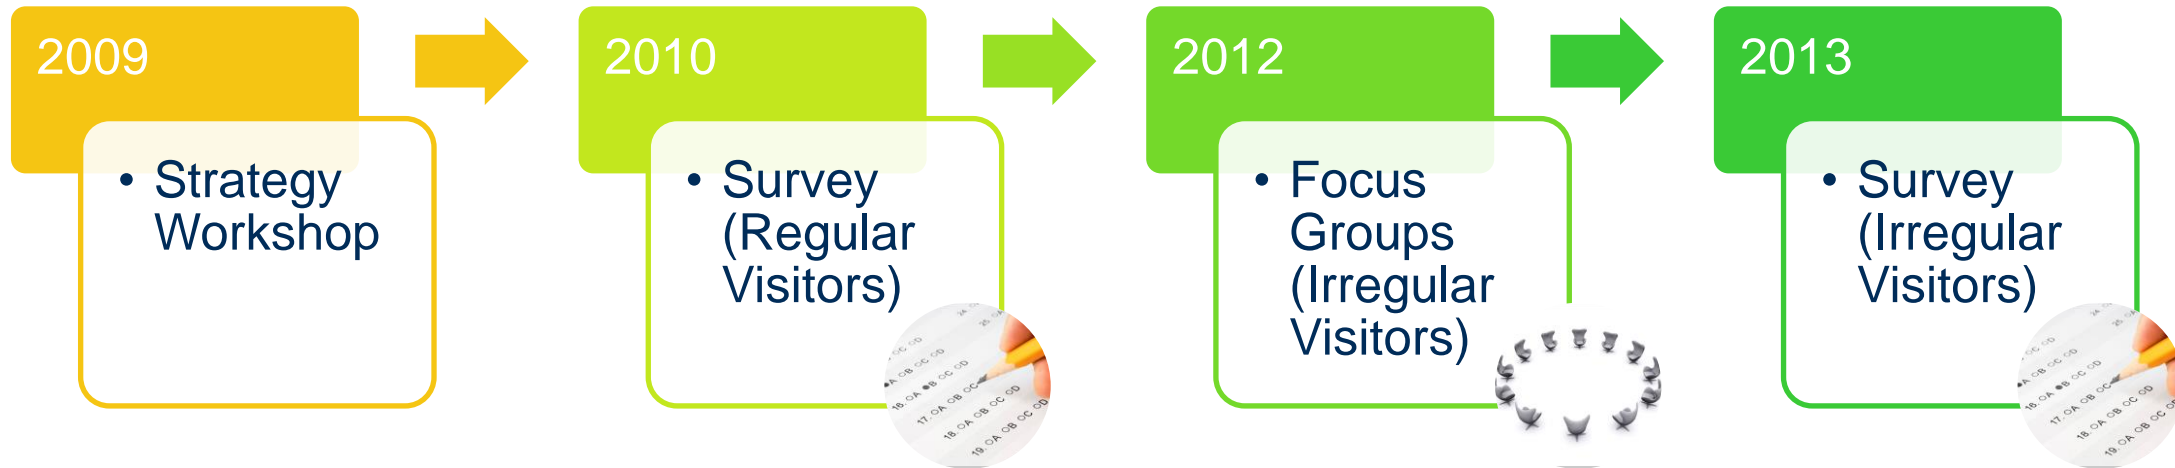 2009
• Strategy
Workshop
2010
• Survey
(Regular
Visitors)
2012
• Focus
Groups
(Irregular
Visitors)
2013
• Survey
(Irregular
Visitors)